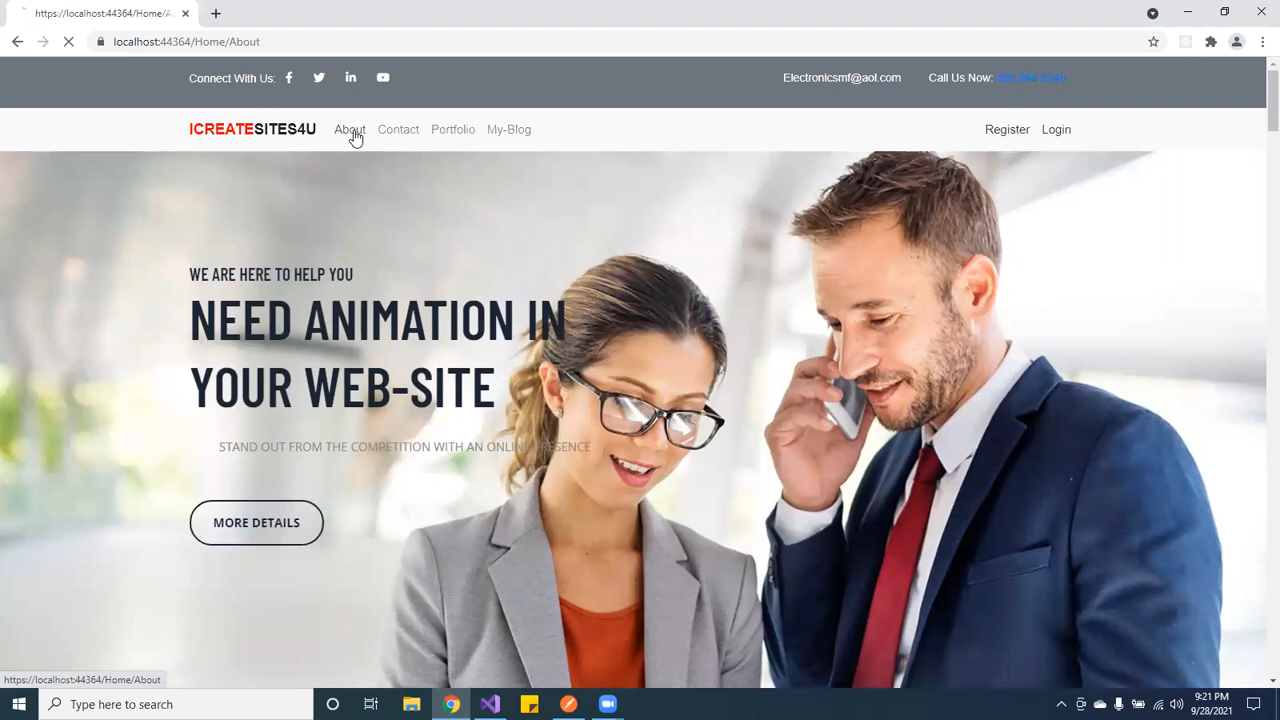 https://localhost:44364/Home/A
localhost:44364/Home/About
Connect With Us:
Electronicsmf@aol.com
Call Us Now:
ICREATESITES4U
About
Contact
Portfolio
My-Blog
Register
Login
WE ARE HERE TO HELP YOU
NEED ANIMATION IN
YOUR WEB-SITE
STAND OUT FROM THE COMPETITION WITH AN ONLINE PRESENCE
MORE DETAILS
https://localhost:44364/Home/About
Type here to search
9:21 PM
9/28/2021